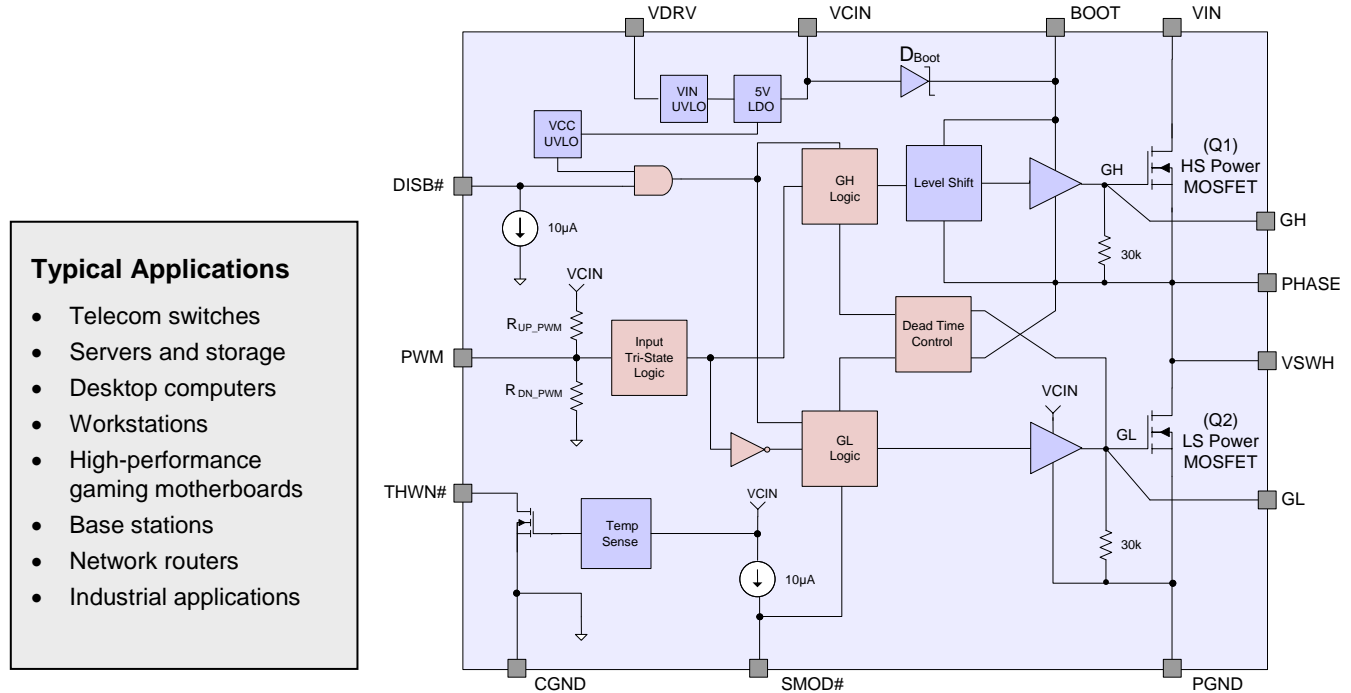 VDRV
VCIN
BOOT
VIN
DBoot
VIN
UVLO
5V
LDO
VCC
UVLO
DISB#
10µA
GH
Logic
Level Shift
GH
(Q1)
HS Power
MOSFET
GH
30k
PHASE
Typical Applications
• Telecom switches
• Servers and storage
• Desktop computers
• Workstations
• High-performance
gaming motherboards
• Base stations
• Network routers
• Industrial applications
VCIN
RUP_PWM
PWM
RDN_PWM
Input
Tri-State
Logic
Dead Time
Control
VSWH
VCIN
GL
Logic
GL
(Q2)
LS Power
MOSFET
GL
30k
THWN#
Temp
Sense
VCIN
10µA
CGND
SMOD#
PGND